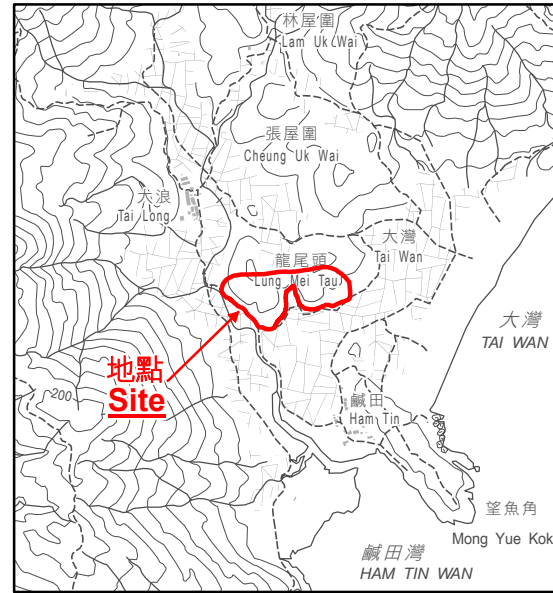 林屋圍
Lam Uk Wai
張屋圍
Cheung Uk Wai
大浪
Tai Long
大灣
Tai Wan
龍尾頭
Lung Mei Tau
大灣
TAI WAN
地點
Site
200
鹹田
Ham Tin
望魚角
Mong Yue Kok
鹹田灣
HAM TIN WAN